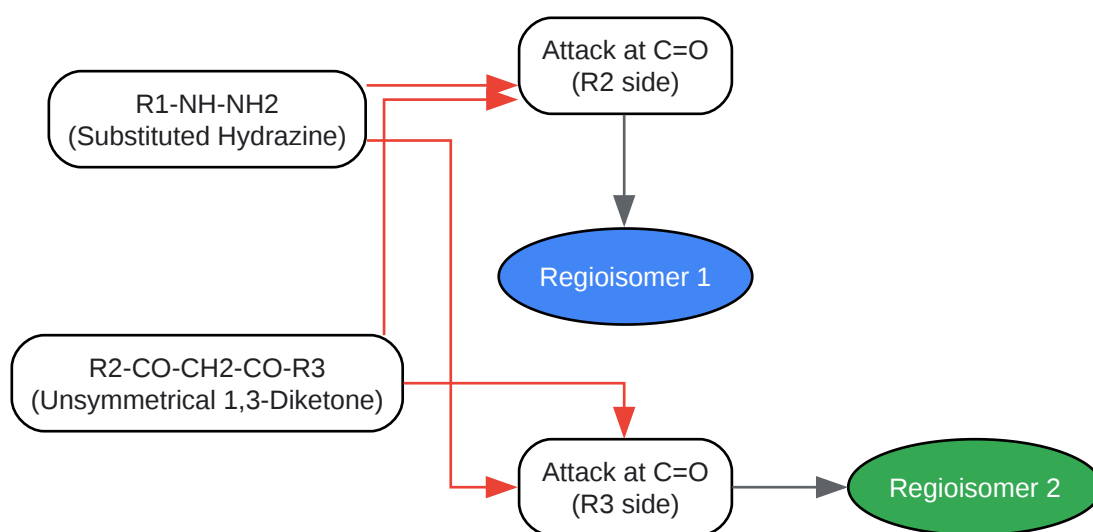 Attack at C=O
(R2 side)
R1-NH-NH2
(Substituted Hydrazine)
Regioisomer 1
R2-CO-CH2-CO-R3
(Unsymmetrical 1,3-Diketone)
Attack at C=O
(R3 side)
Regioisomer 2